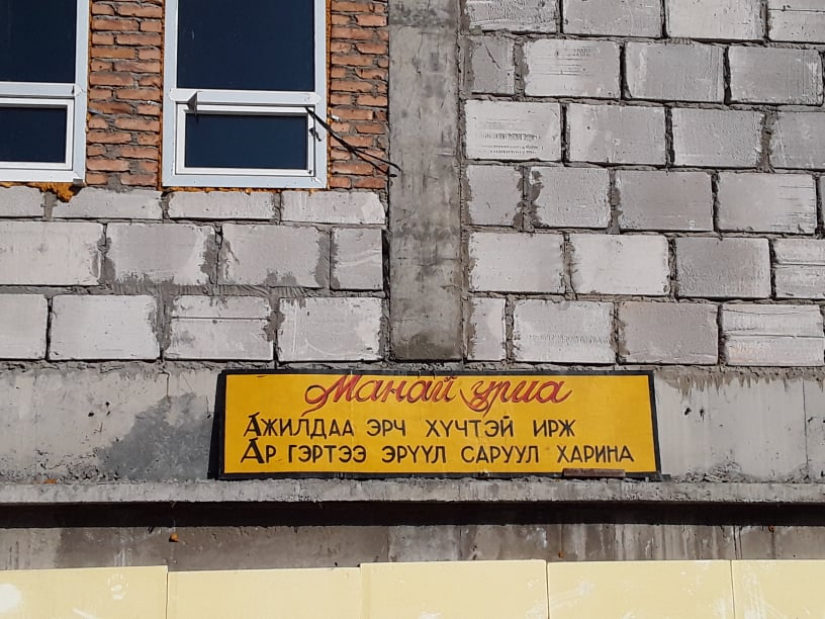 Манай уриа
Ажилдаа эрч хүчтэй ирж
Ар гэртээ эрүүл саруул харина